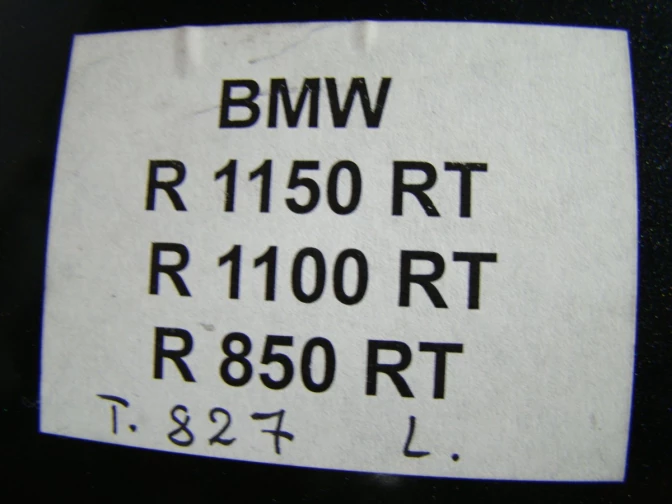 BMW
R 1150 RT
R 1100 RT
R 850 RT
T. 827 L.